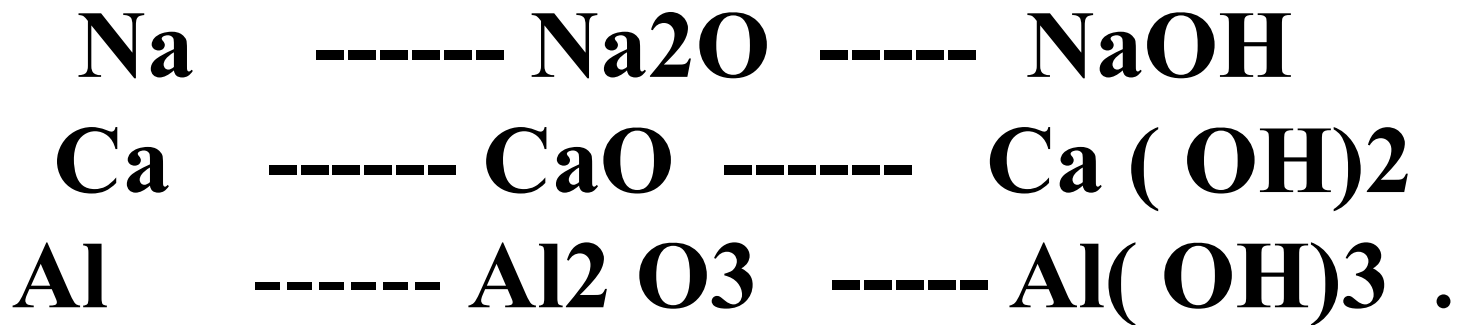 Na ------ Na2O ----- NaOH
Ca ------ CaO ------ Ca ( OH)2
Al ------ Al2 O3 ----- Al( OH)3 .